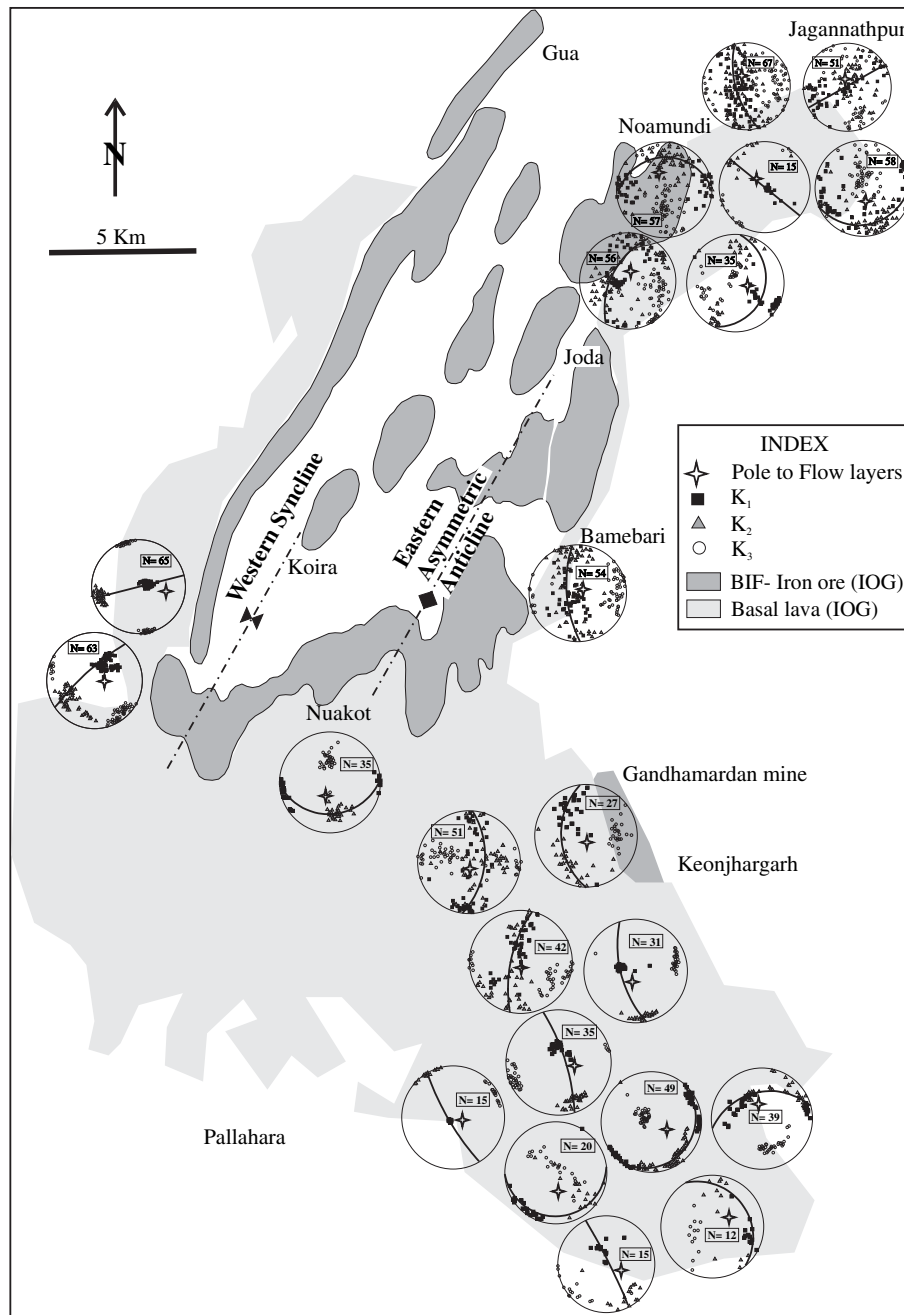 Jagannathpur
Gua
N= 67
N= 51
N
Noamundi
N= 15
N= 58
N= 57
5 Km
N= 56
N= 35
Joda
INDEX
Pole to Flow layers
K₁
K₂
K₃
BIF- Iron ore (IOG)
Basal lava (IOG)
Western Syncline
Eastern
Asymmetric
Anticline
Bamebari
N= 65
Koira
N= 54
N= 63
Nuakot
N= 35
Gandhamardan mine
N= 27
N= 51
Keonjhargarh
N= 42
N= 31
N= 35
N= 15
N= 49
N= 39
Pallahara
N= 20
N= 12
N= 15